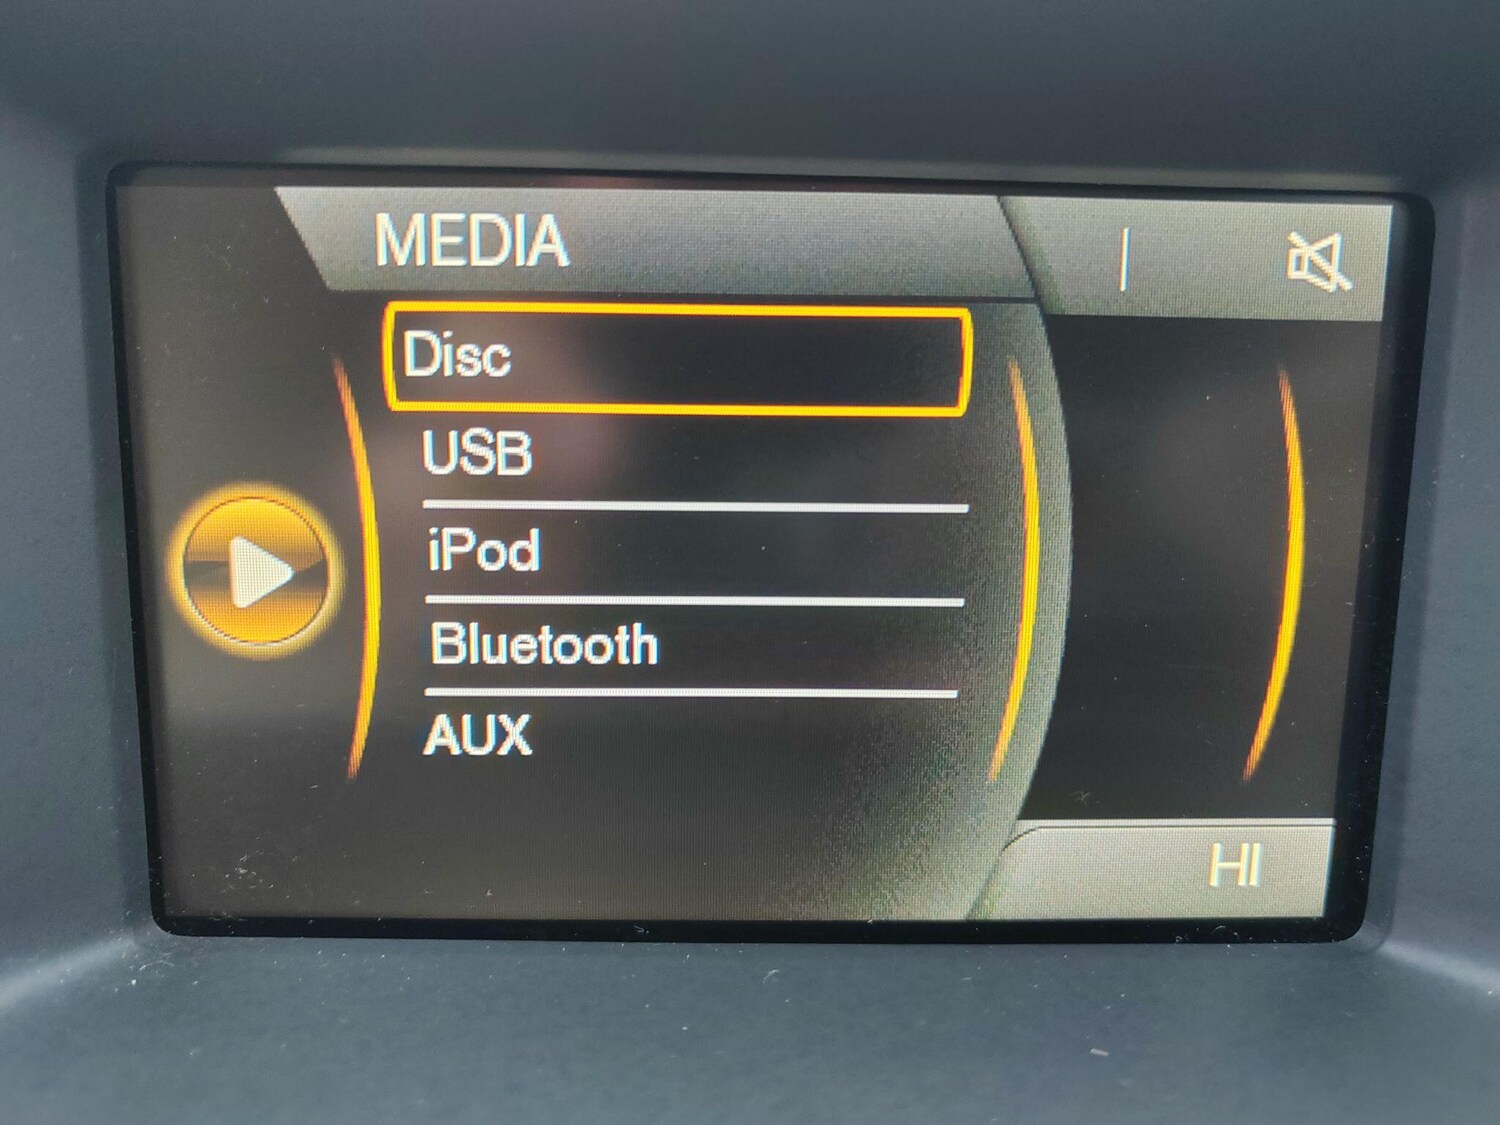 MEDIA
Disc
USB
iPod
Bluetooth
AUX
HI